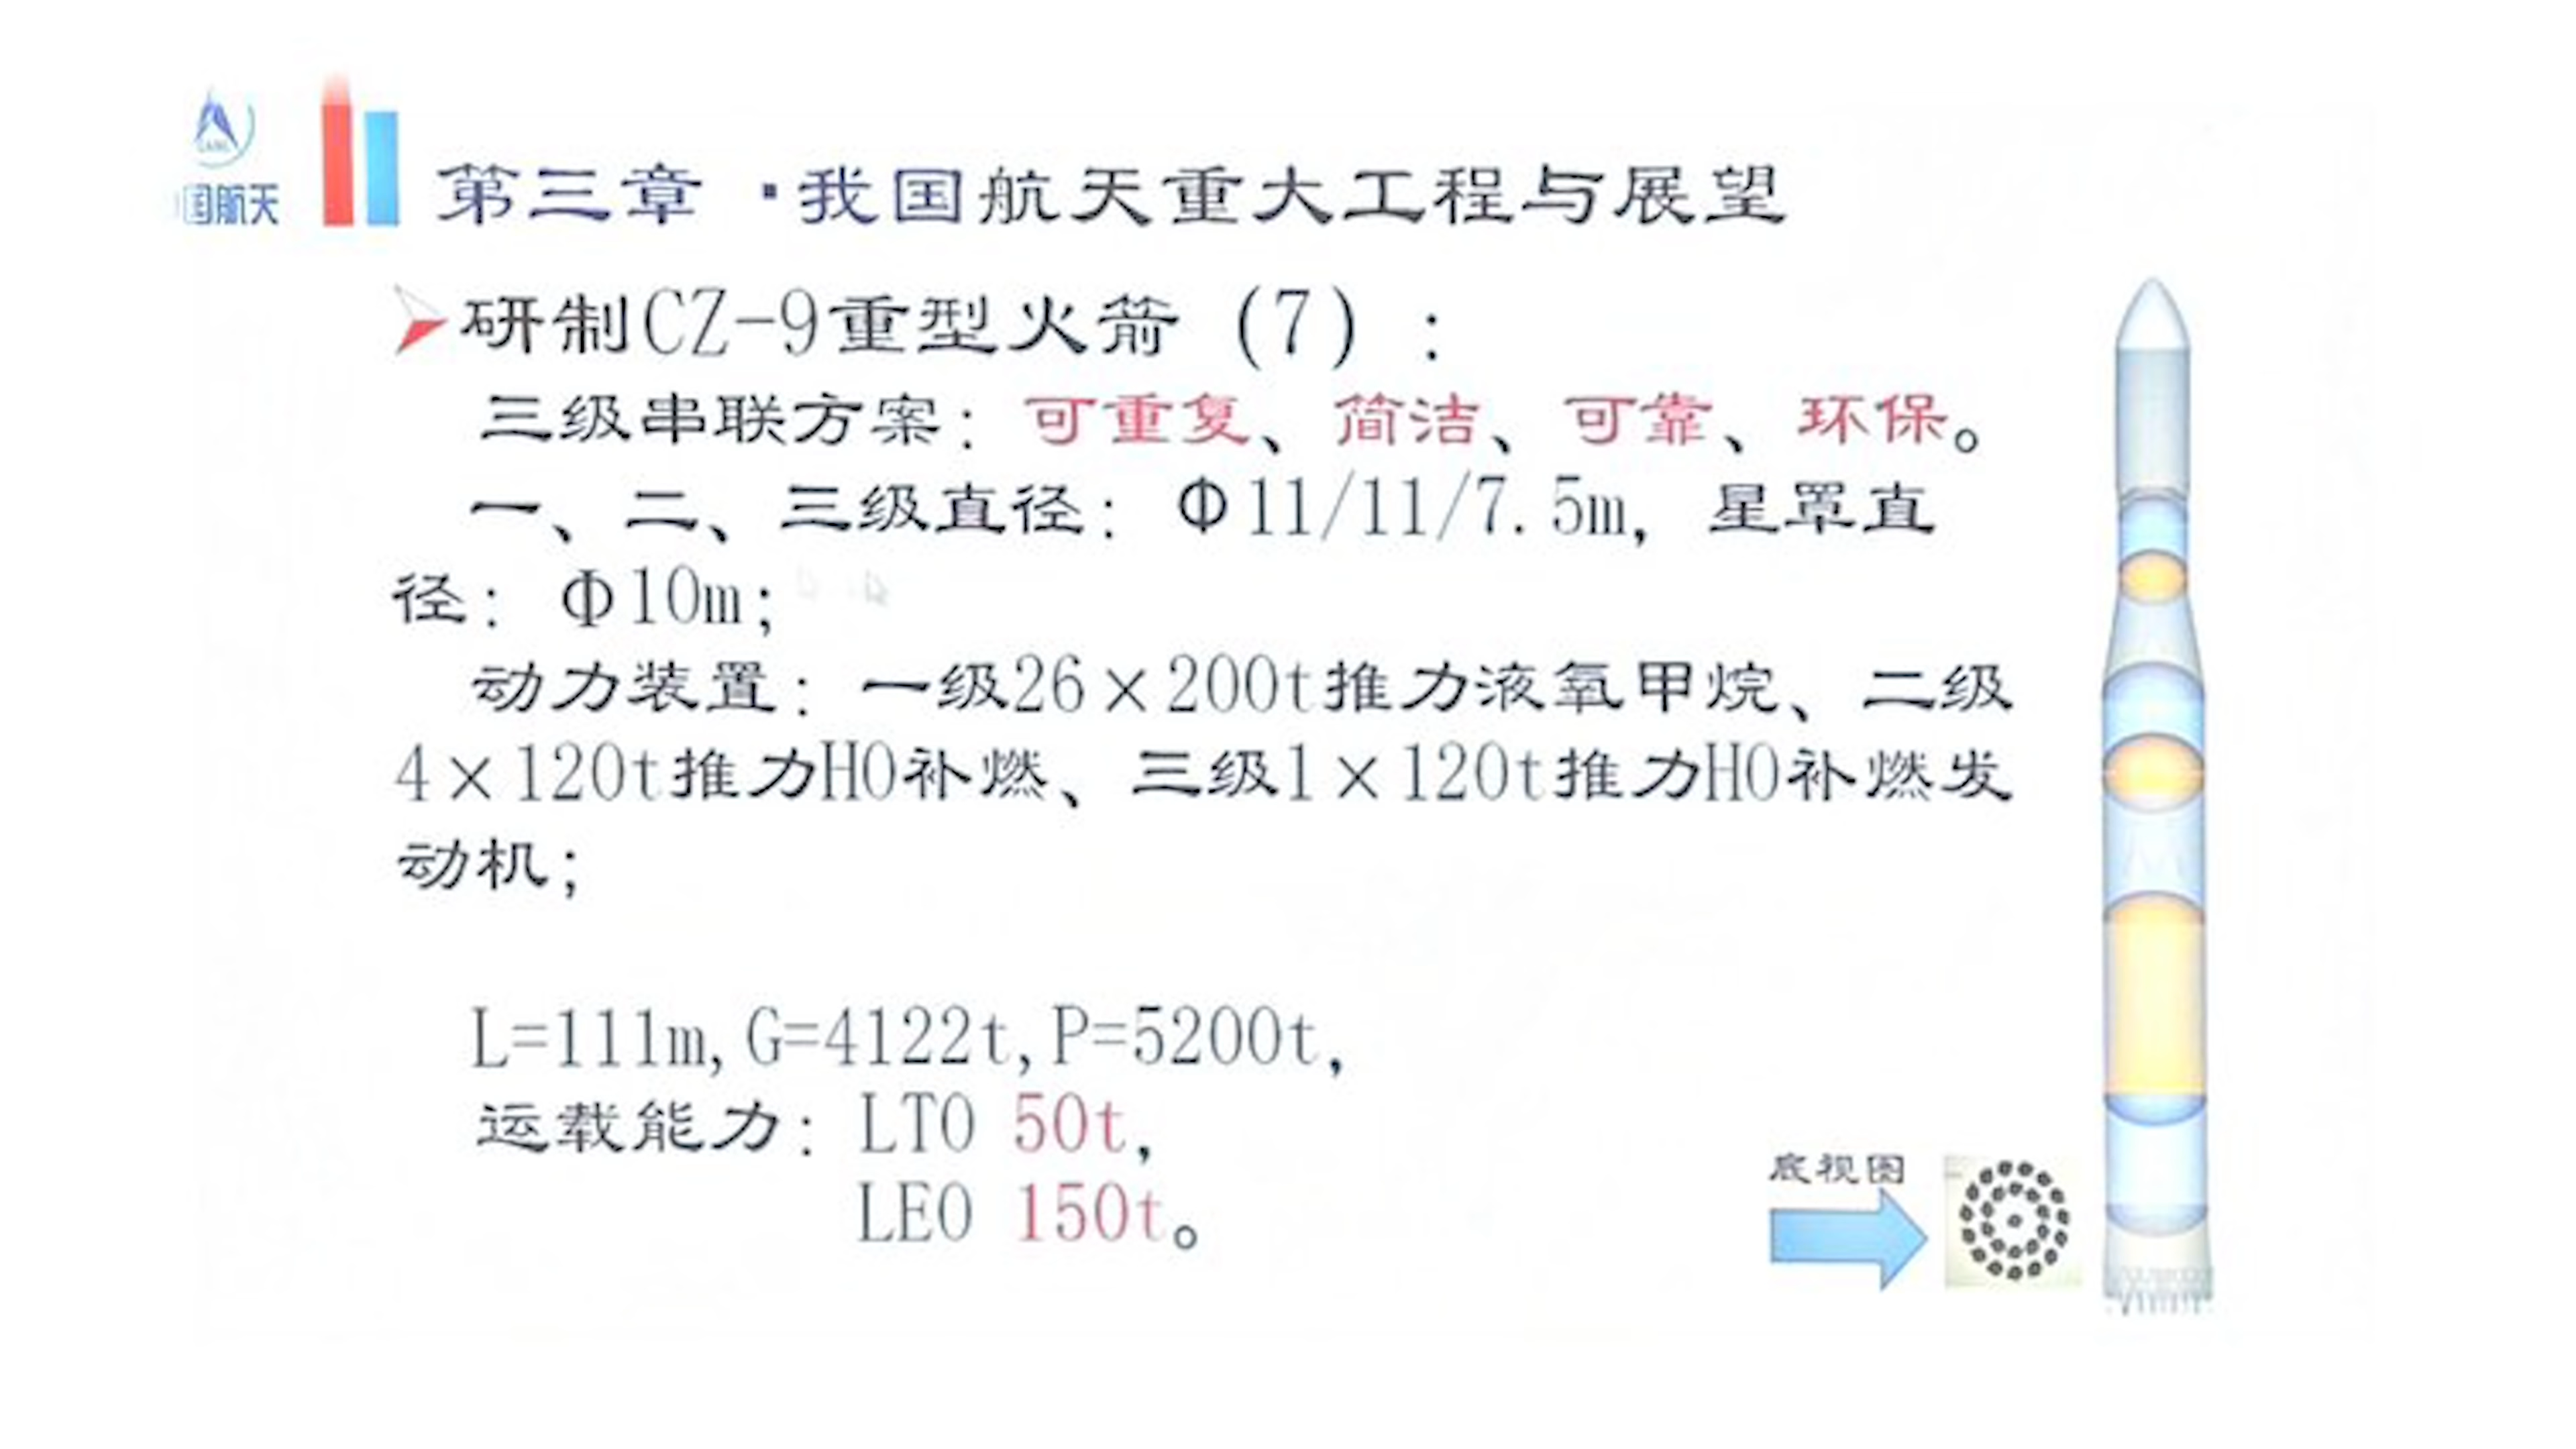 国航天
第三章 ·我国航天重大工程与展望
研制CZ-9重型火箭（7）：
三级串联方案：可重复、简洁、可靠、环保。
一、二、三级直径：Φ11/11/7.5m，星罩直
径：Φ10m；
动力装置：一级26×200t推力液氧甲烷、二级
4×120t推力HO补燃、三级1×120t推力HO补燃发
动机；
L=111m,G=4122t,P=5200t,
运载能力：LTO 50t,
LEO 150t。
底视图